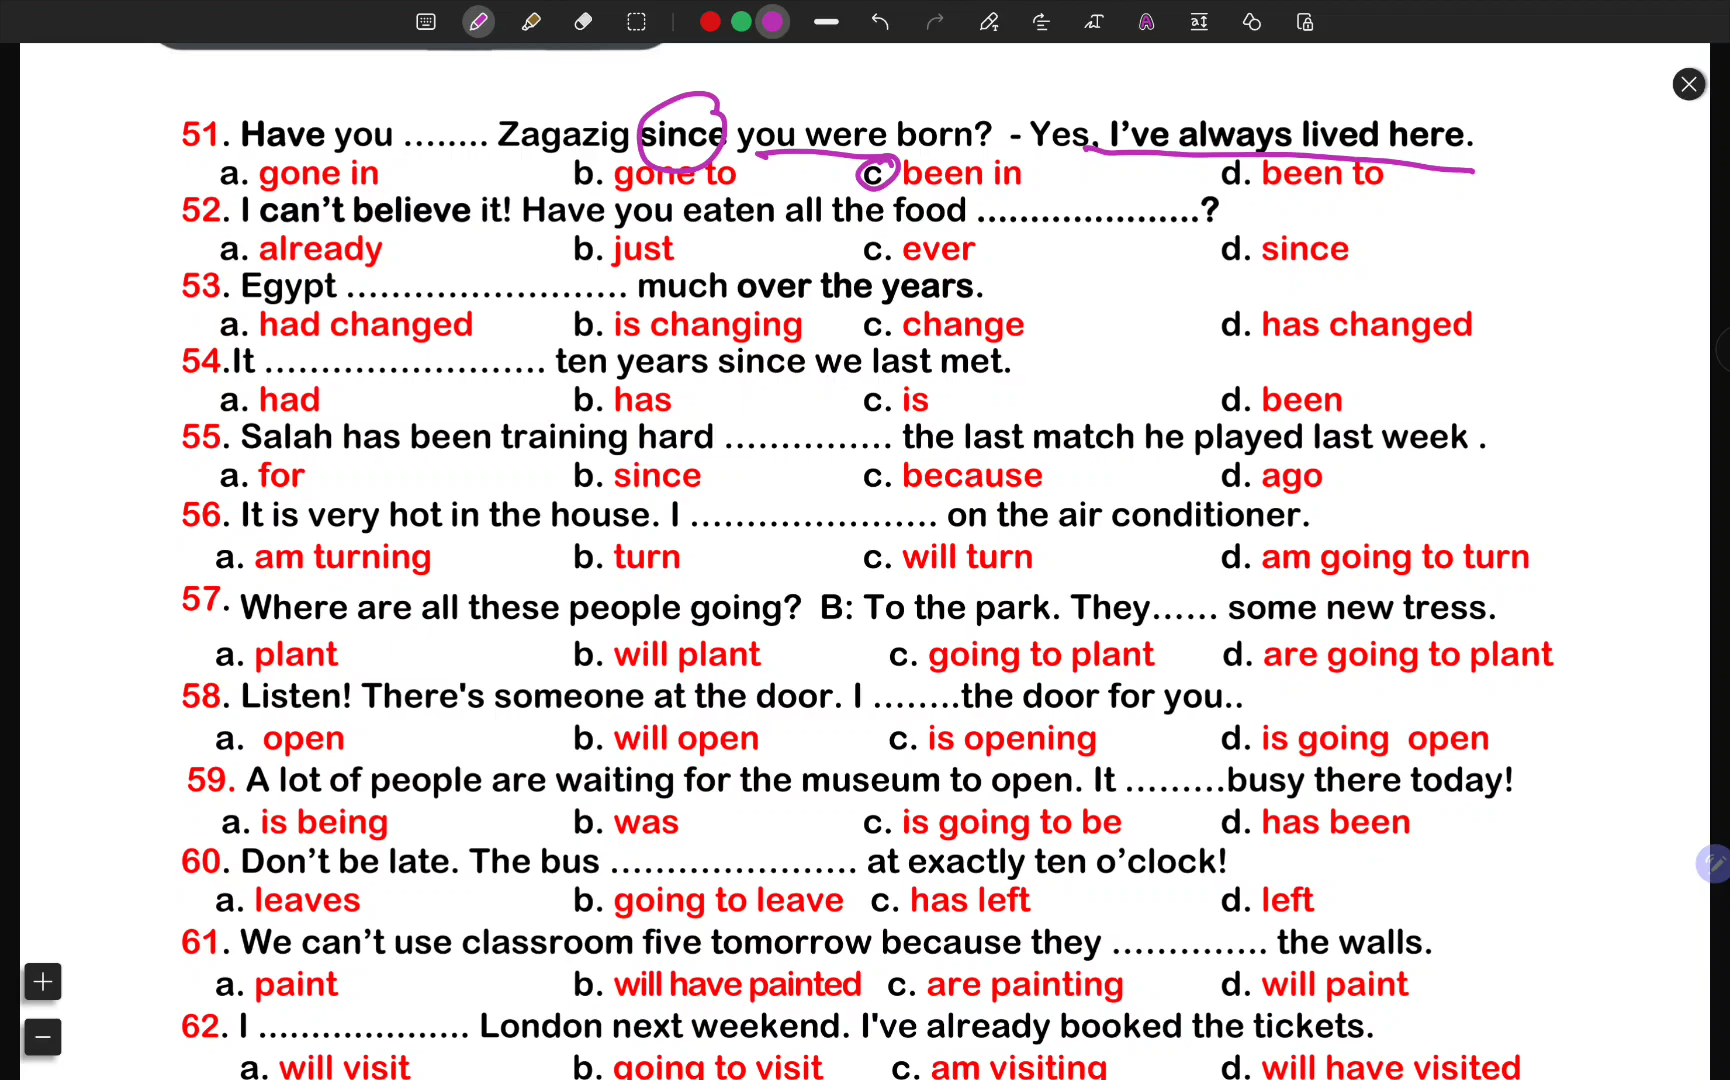 51. Have you ........ Zagazig since you were born?  - Yes, I've always lived here.
a. gone in b. gone to c. been in d. been to
52. I can't believe it! Have you eaten all the food .....................?
a. already b. just c. ever d. since
53. Egypt .......................... much over the years.
a. had changed b. is changing c. change d. has changed
54.It .......................... ten years since we last met.
a. had b. has c. is d. been
55. Salah has been training hard ............... the last match he played last week .
a. for b. since c. because d. ago
56. It is very hot in the house. I ....................... on the air conditioner.
a. am turning b. turn c. will turn d. am going to turn
57. Where are all these people going?  B: To the park. They...... some new tress.
a. plant b. will plant c. going to plant d. are going to plant
58. Listen! There's someone at the door. I ........the door for you..
a. open b. will open c. is opening d. is going  open
59. A lot of people are waiting for the museum to open. It .........busy there today!
a. is being b. was c. is going to be d. has been
60. Don't be late. The bus ....................... at exactly ten o'clock!
a. leaves b. going to leave c. has left d. left
61. We can't use classroom five tomorrow because they .............. the walls.
a. paint b. will have painted c. are painting d. will paint
62. I .................... London next weekend. I've already booked the tickets.
a. will visit b. going to visit c. am visiting d. will have visited